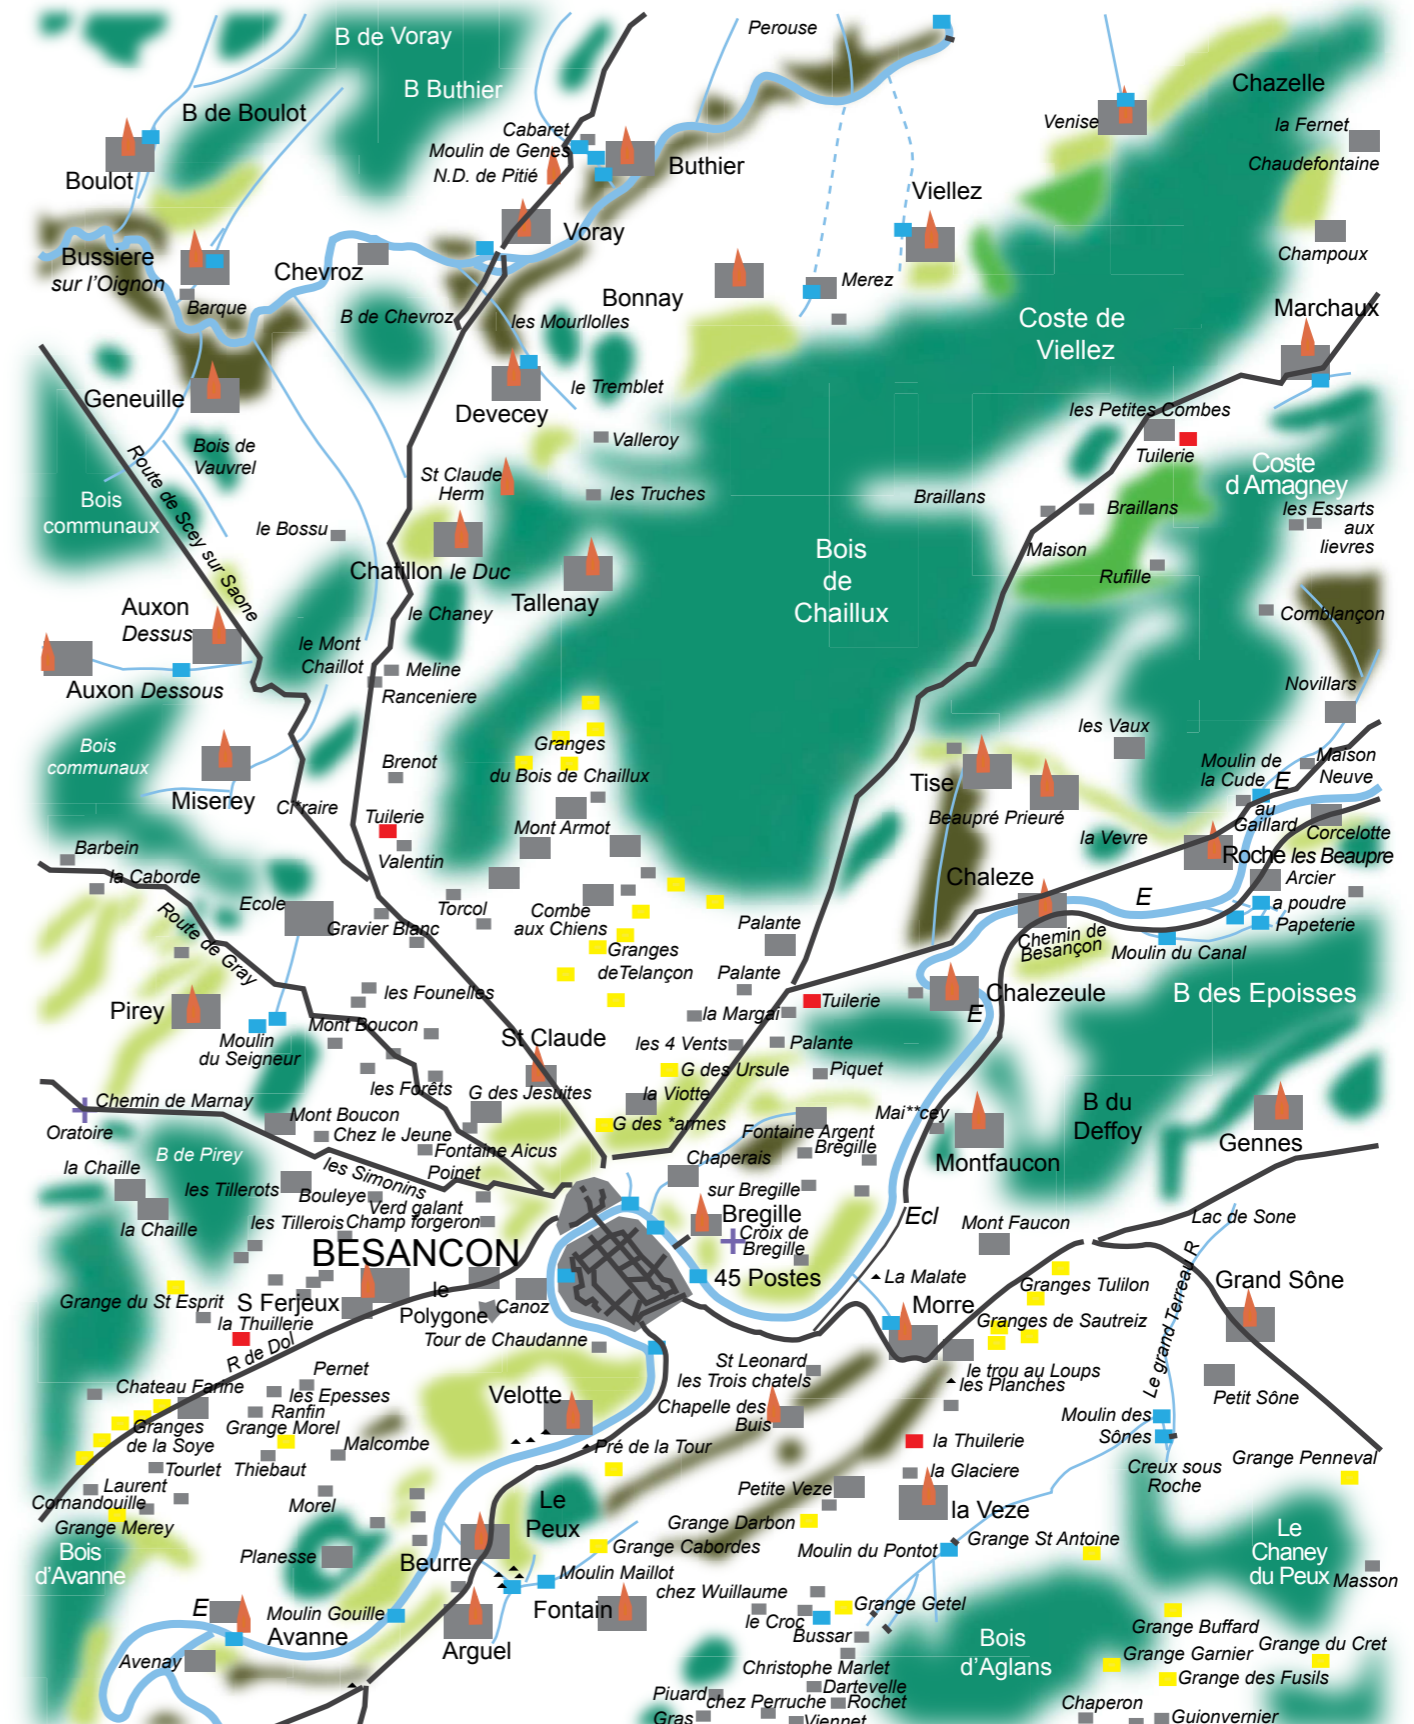 B de Voray
Perouse
B Buthier
Chazelle
B de Boulot
Cabaret
Venise
la Fernet
Moulin de Genes
Buthier
Chaudefontaine
N.D. de Pitié
Boulot
Viellez
Voray
Bussiere
sur l'Oignon
Chevroz
Merez
Champoux
Barque
Bonnay
Marchaux
B de Chevroz
les Mourllolles
Coste de
Viellez
Geneuille
le Tremblet
Devecey
les Petites Combes
Bois de
Vauvrel
Valleroy
Tuilerie
Route de Scey sur Saone
St Claude
Herm
les Truches
Coste
d Amagney
Bois
communaux
Braillans
Braillans
les Essarts
aux
lievres
le Bossu
Bois
de
Chaillux
Maison
Chatillon le Duc
Rufille
Tallenay
Auxon
Dessus
le Chaney
Comblançon
le Mont
Chaillot
Meline
Auxon Dessous
Ranceniere
Novillars
les Vaux
Bois
communaux
Granges
du Bois de Chaillux
Brenot
Moulin de
la Cude
Maison
Neuve
E
Tise
Miserey
Cl*raire
Tuilerie
Mont Armot
Beaupré Prieuré
au
Gaillard
la Vevre
Corcelotte
Barbein
Valentin
Roche les Beaupre
la Caborde
Chaleze
Arcier
Ecole
Torcol
Combe
aux Chiens
E
a poudre
Route de Gray
Gravier Blanc
Palante
Papeterie
Chemin de
Besançon
Granges
deTelançon
Moulin du Canal
Palante
les Founelles
Tuilerie
Chalezeule
B des Epoisses
Pirey
la Margai
E
Mont Boucon
Moulin
du Seigneur
St Claude
les 4 Vents
Palante
les Forêts
G des Ursule
Piquet
G des Jesuites
la Viotte
Chemin de Marnay
Mont Boucon
Mai**cey
B du
Deffoy
Oratoire
Chez le Jeune
G des *armes
Fontaine Argent
Gennes
B de Pirey
Fontaine Aicus
Brégille
la Chaille
les Simonins
Poinet
Chaperais
Montfaucon
les Tillerots
Bouleye
Verd galant
sur Bregille
la Chaille
les Tillerois
Champ forgeron
Bregille
Ecl
Mont Faucon
Lac de Sone
BESANCON
Croix de
Bregille
Le grand Terreau R
45 Postes
La Malate
Granges Tulilon
Grand Sône
Grange du St Esprit
S Ferjeux
le
Polygone
Canoz
Morre
la Thuillerie
Granges de Sautreiz
R de Dol
Tour de Chaudanne
St Leonard
les Trois chatels
le trou au Loups
les Planches
Pernet
Chateau Farine
les Epesses
Velotte
Petit Sône
Ranfin
Chapelle des
Buis
Moulin des
Sônes
Granges
de la Soye
Grange Morel
Malcombe
Pré de la Tour
la Thuilerie
Grange Penneval
Tourlet
Thiebaut
la Glaciere
Creux sous
Roche
Laurent
Petite Veze
Cornandouille
Morel
Le
Peux
la Veze
Grange Merey
Grange Darbon
Le
Chaney
du Peux
Bois
d'Avanne
Planesse
Grange Cabordes
Moulin du Pontot
Grange St Antoine
Beurre
Moulin Maillot
Masson
chez Wuillaume
E
Moulin Gouille
Fontain
Grange Getel
le Croc
Grange Buffard
Avanne
Bussar
Arguel
Bois
d'Aglans
Grange du Cret
Grange Garnier
Avenay
Christophe Marlet
Grange des Fusils
Dartevelle
Piuard
chez Perruche
Rochet
Chaperon
Gras
Viennet
Guionvernier